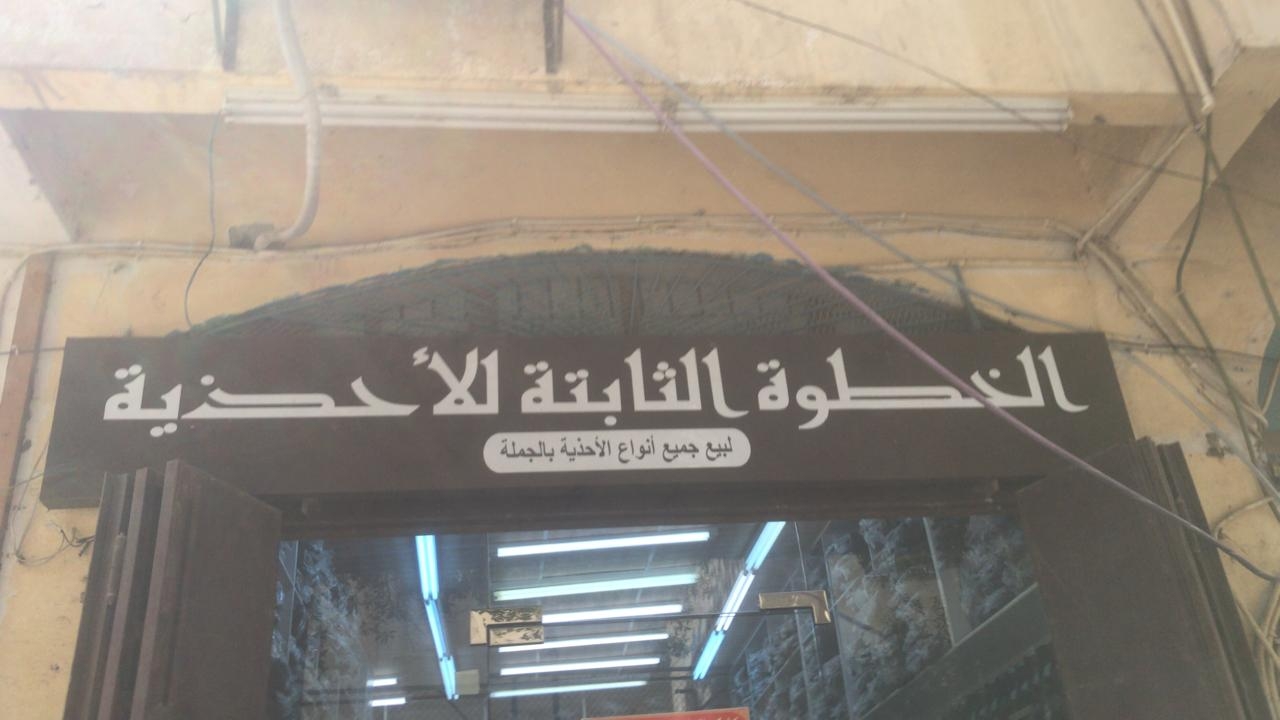 الخطوة الثابتة للأحذية
لبيع جميع أنواع الأحذية بالجملة